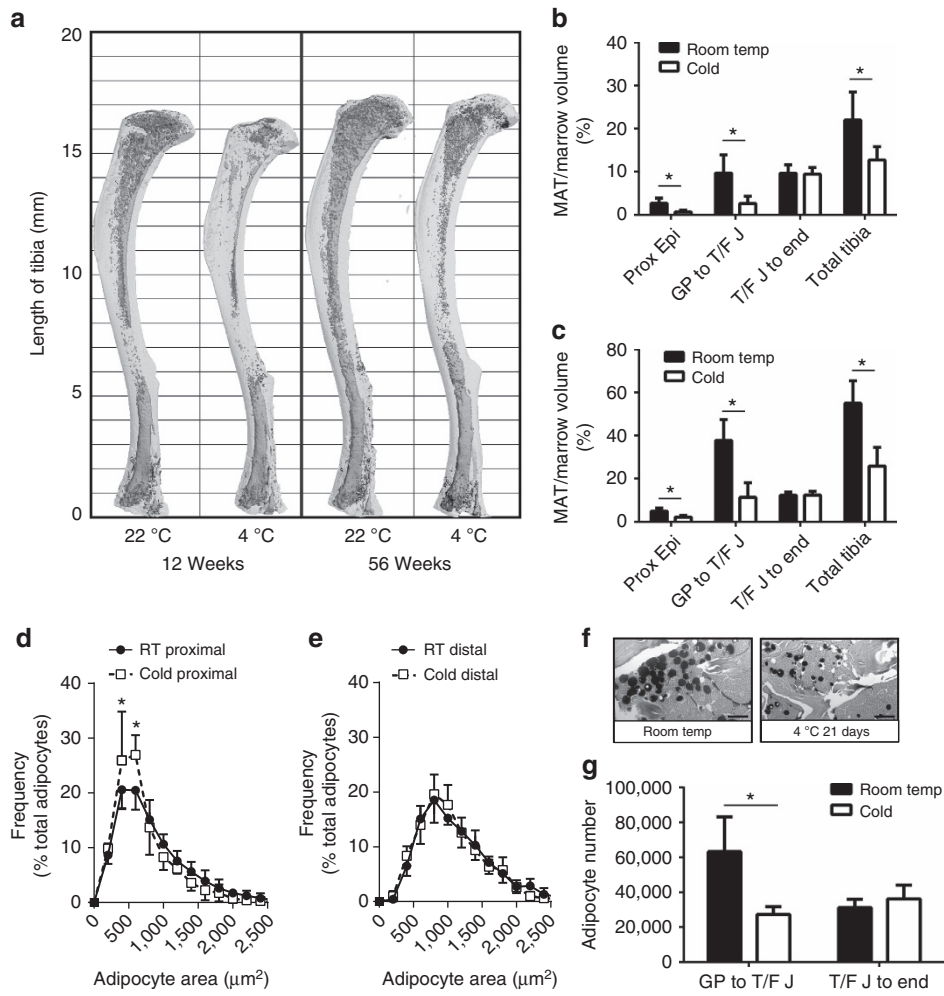 a
20
15
10
5
0
Length of tibia (mm)
22 °C
4 °C
22 °C
4 °C
12 Weeks
56 Weeks
b
40
30
20
10
0
MAT/marrow volume
(%)
Room temp
Cold
*
*
*
Prox Epi
GP to T/F J
T/F J to end
Total tibia
c
80
60
40
20
0
MAT/marrow volume
(%)
Room temp
Cold
*
*
*
Prox Epi
GP to T/F J
T/F J to end
Total tibia
d
RT proximal
Cold proximal
40
30
20
10
0
Frequency
(% total adipocytes)
*
*
0
500
1,000
1,500
2,000
2,500
Adipocyte area (μm²)
e
RT distal
Cold distal
40
30
20
10
0
Frequency
(% total adipocytes)
0
500
1,000
1,500
2,000
2,500
Adipocyte area (μm²)
f
Room temp
4 °C 21 days
g
100,000
80,000
60,000
40,000
20,000
0
Adipocyte number
Room temp
Cold
*
GP to T/F J
T/F J to end